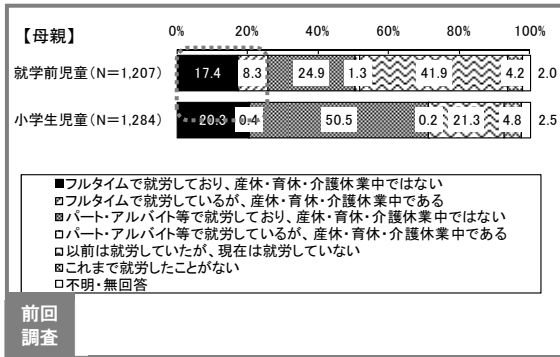 【母親】
0% 20% 40% 60% 80% 100%
就学前児童(N=1,207) 17.4 8.3 24.9 1.3 41.9 4.2 2.0
小学生児童(N=1,284) 20.3 0.4 50.5 0.2 21.3 4.8 2.5
フルタイムで就労しており、産休・育休・介護休業中ではない
フルタイムで就労しているが、産休・育休・介護休業中である
パート・アルバイト等で就労しており、産休・育休・介護休業中ではない
パート・アルバイト等で就労しているが、産休・育休・介護休業中である
以前は就労していたが、現在は就労していない
これまで就労したことがない
不明・無回答
前回
調査